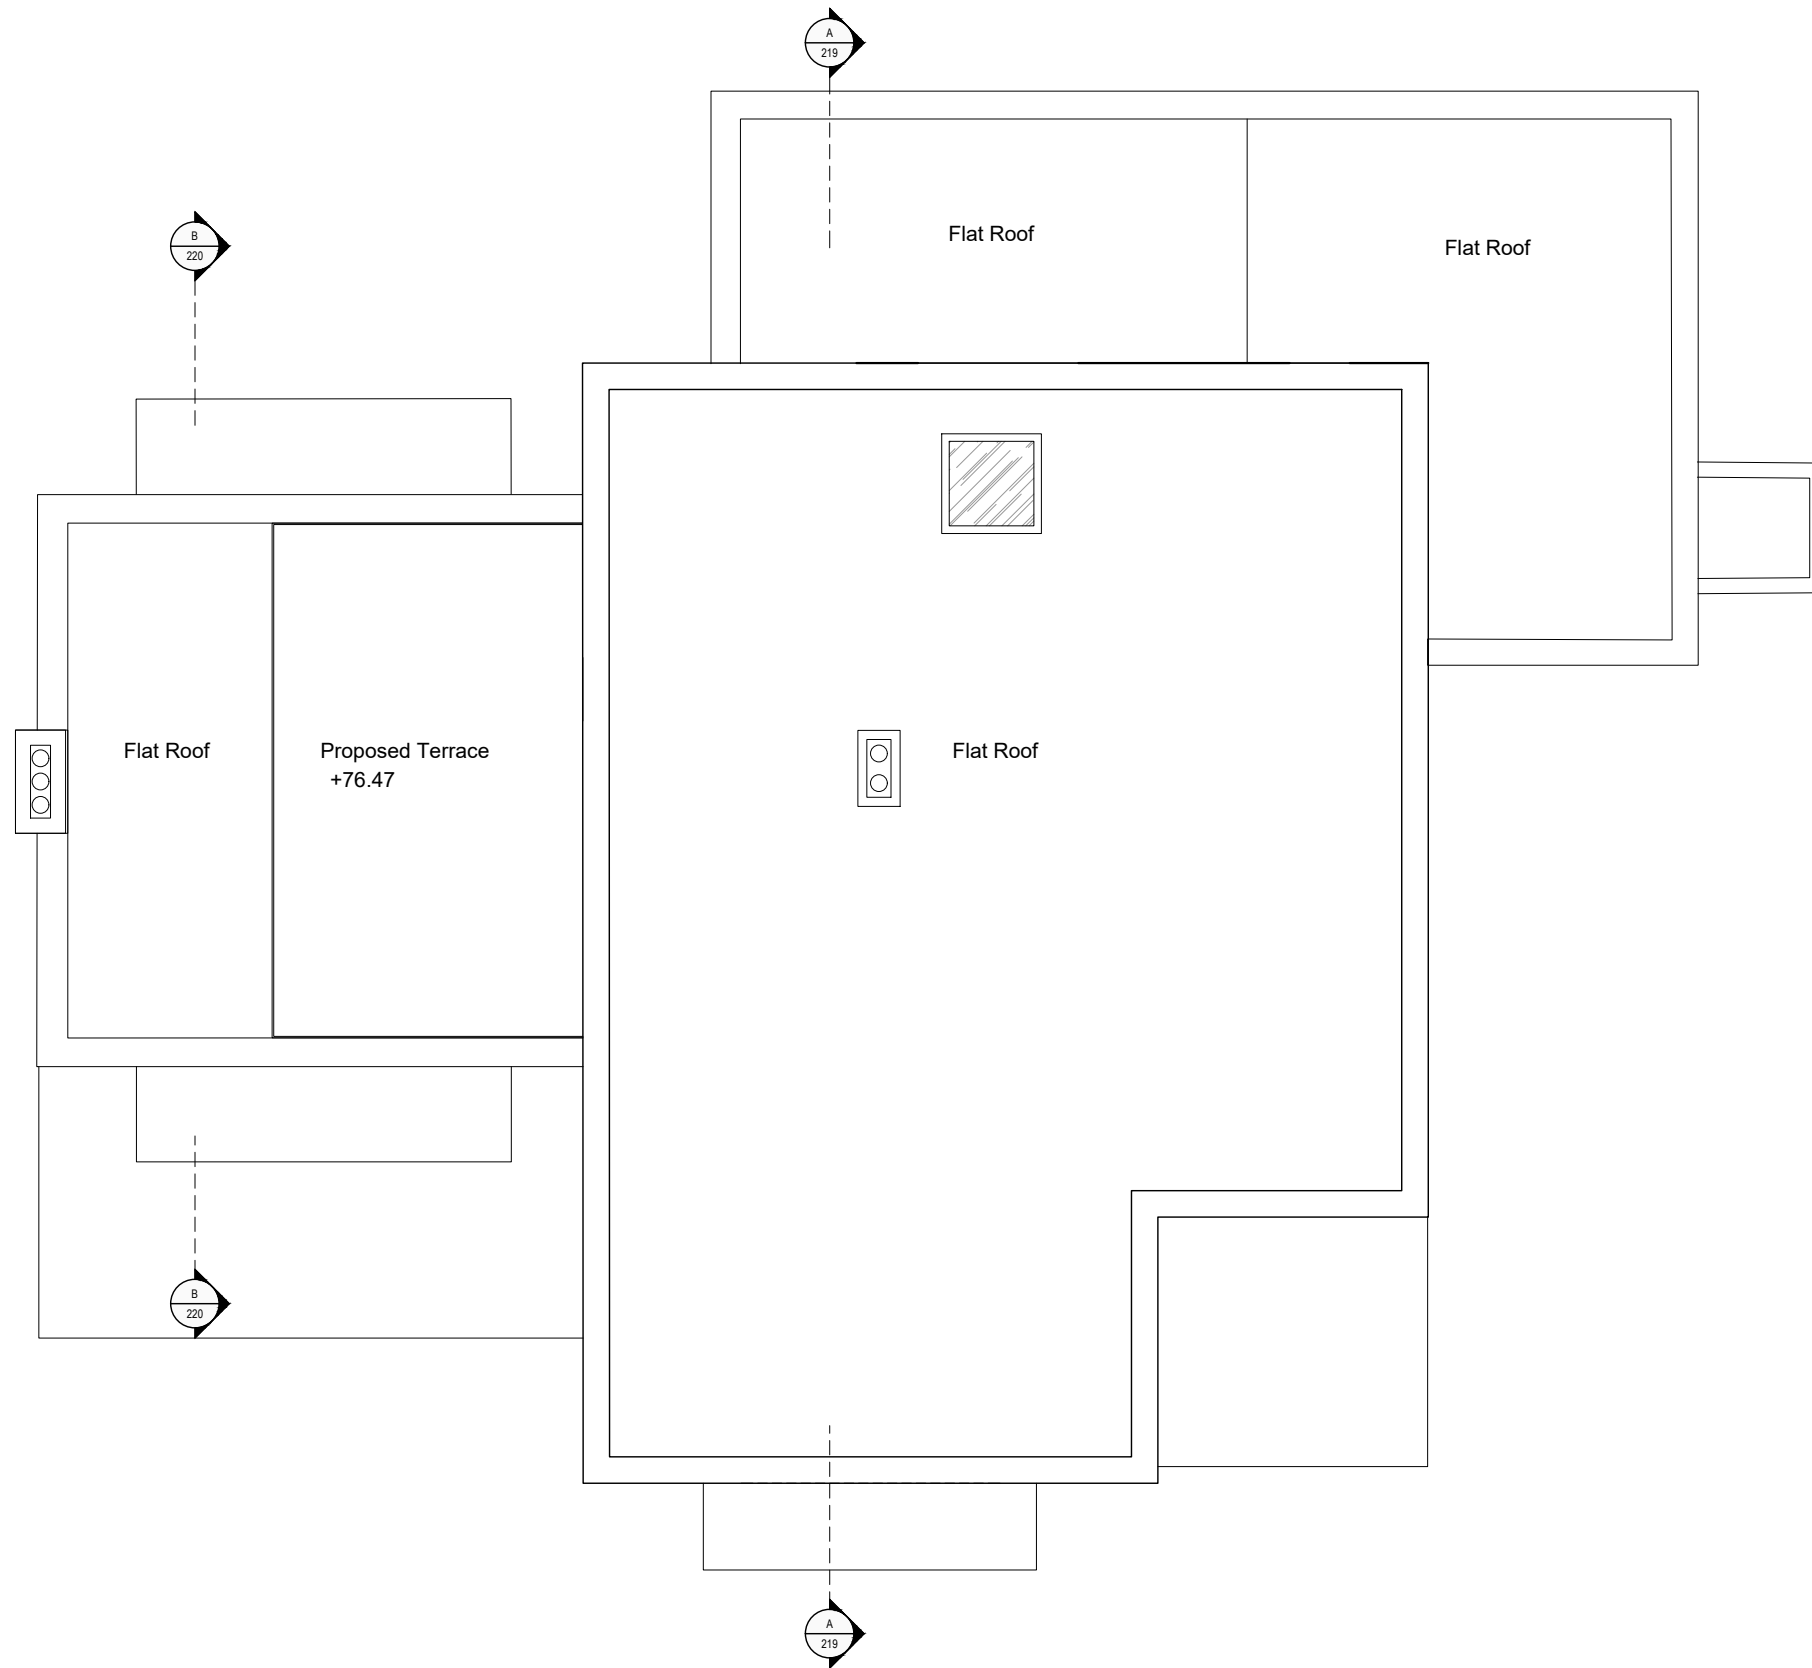 A
219
Flat Roof
B
220
Flat Roof
Flat Roof
Proposed Terrace
+76.47
Flat Roof
B
220
A
219